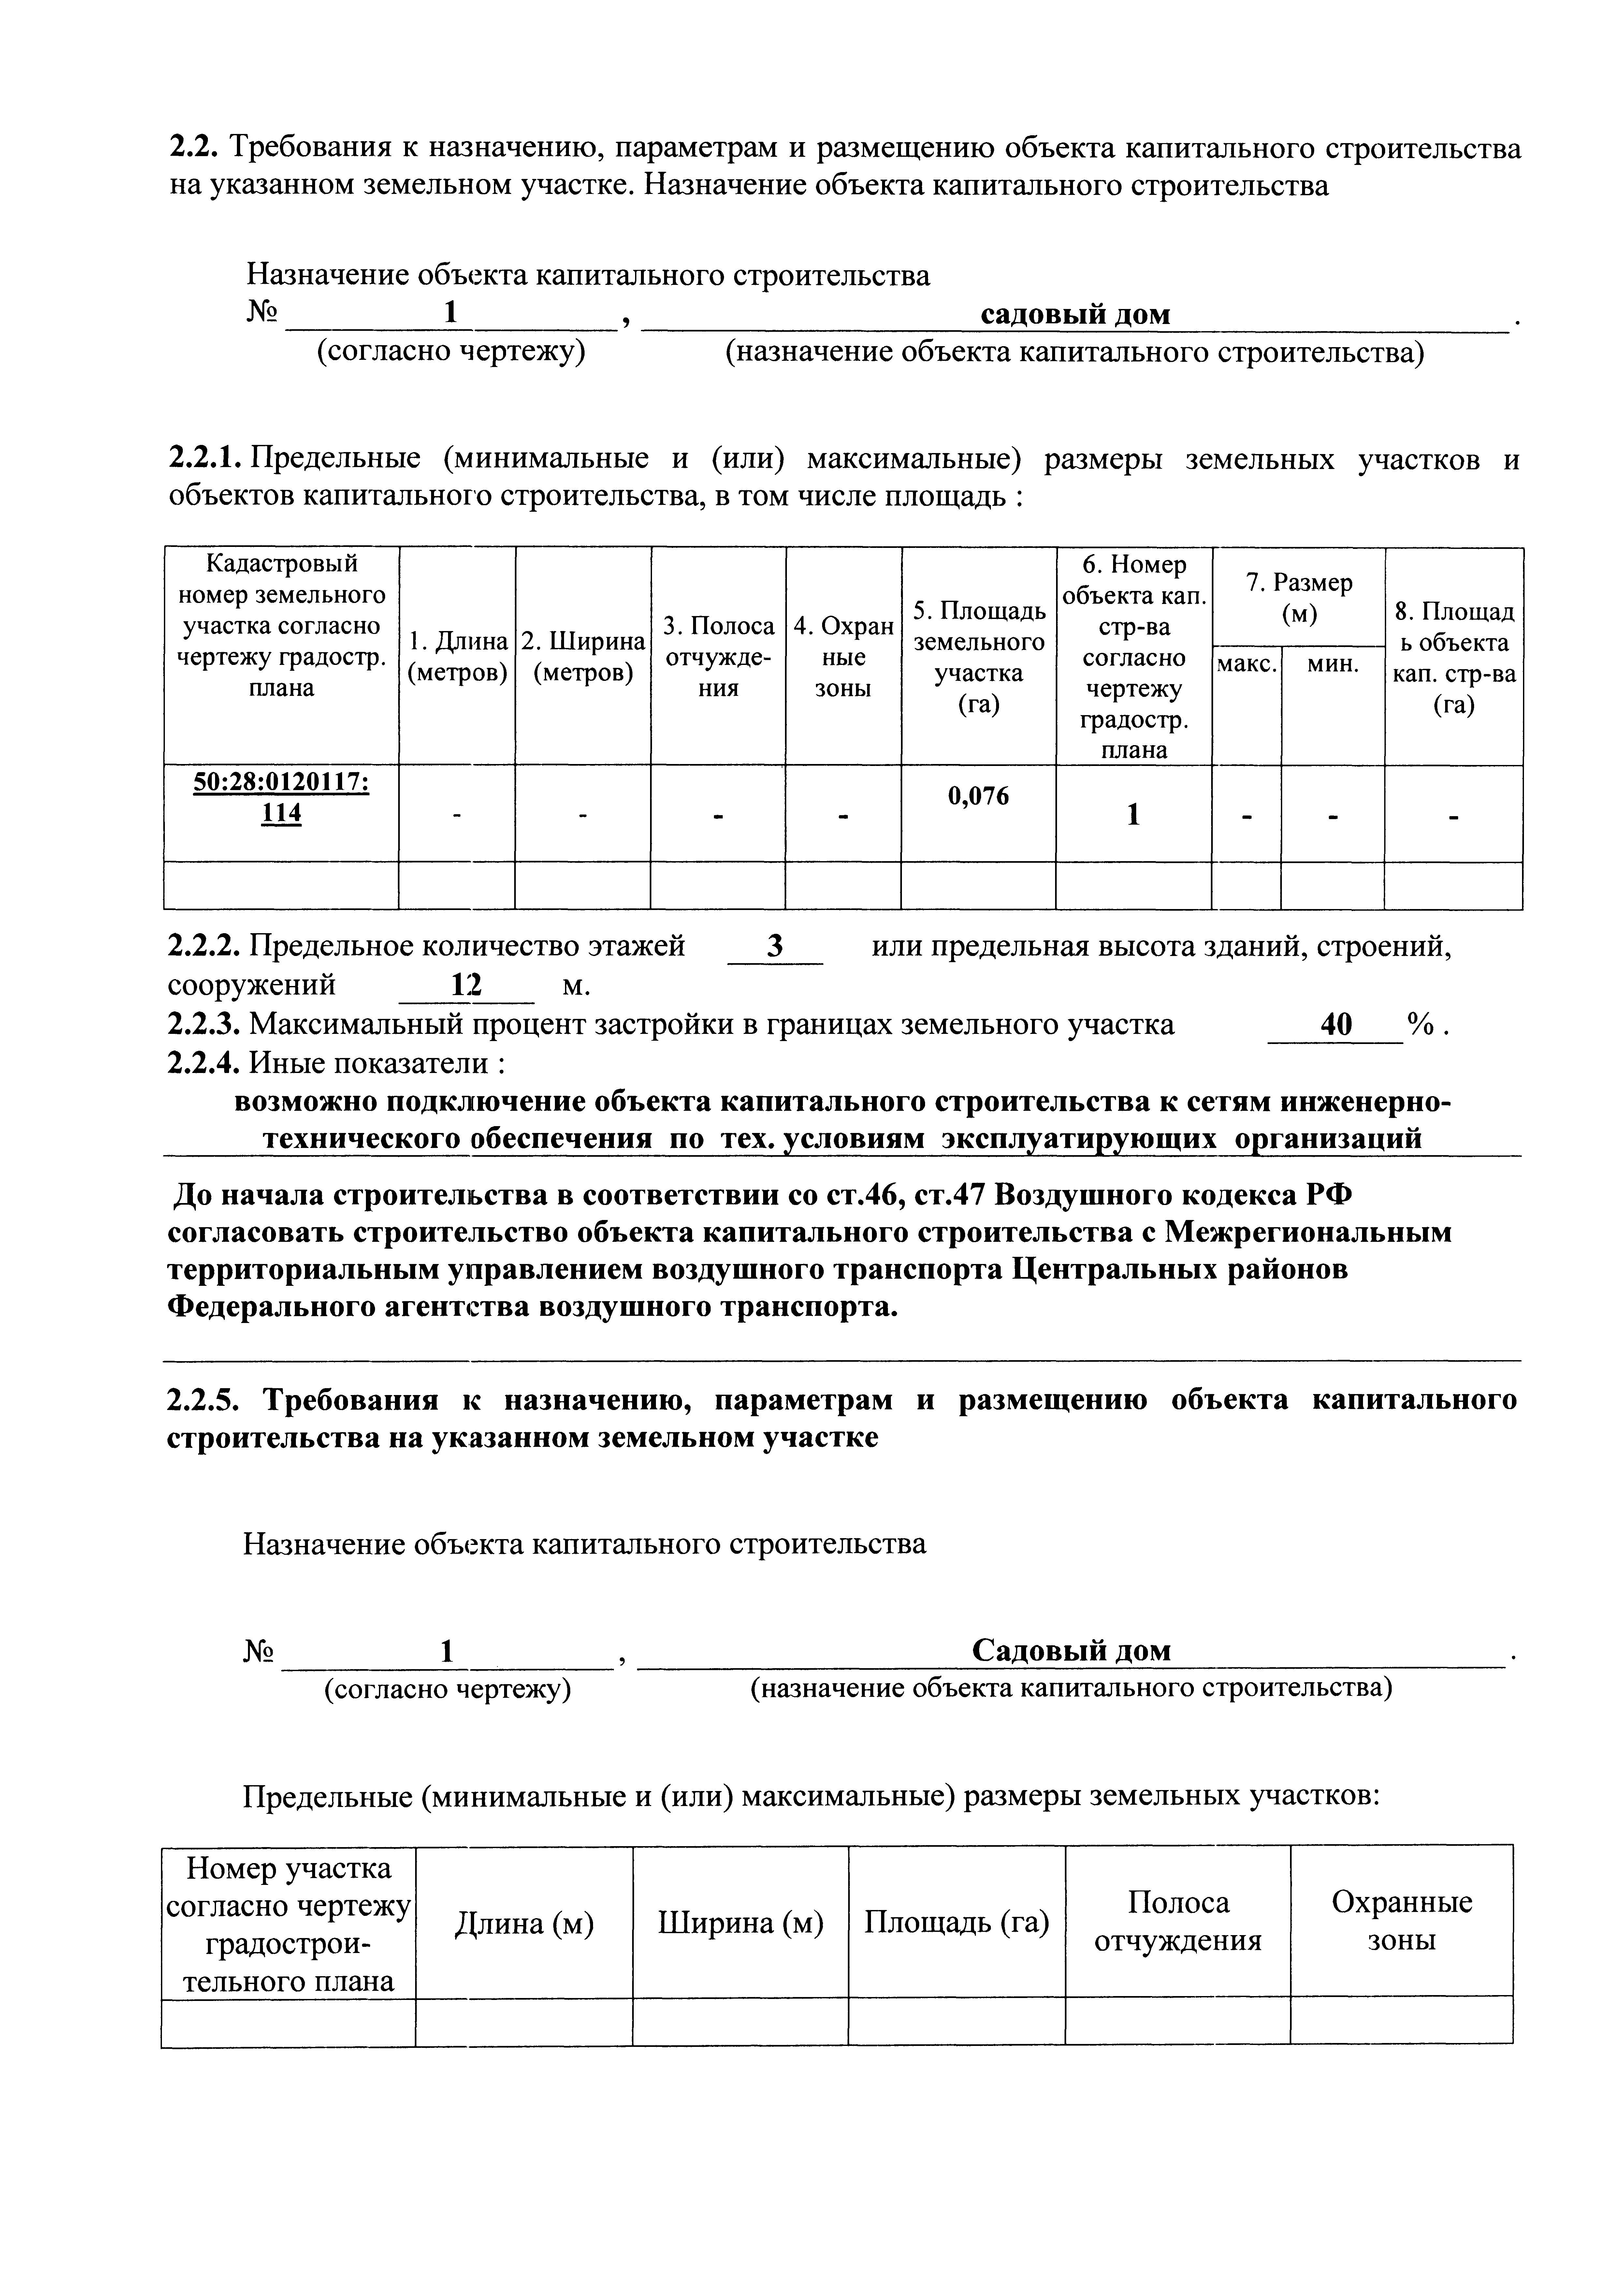 2.2. Требования к назначению, параметрам и размещению объекта капитального строительства
на указанном земельном участке. Назначение объекта капитального строительства
Назначение объекта капитального строительства
№ 1 , садовый дом .
(согласно чертежу) (назначение объекта капитального строительства)
2.2.1. Предельные (минимальные и (или) максимальные) размеры земельных участков и
объектов капитального строительства, в том числе площадь :
Кадастровый
номер земельного
участка согласно
чертежу градостр.
плана
1. Длина
(метров)
2. Ширина
(метров)
3. Полоса
отчужде-
ния
4. Охран
ные
зоны
5. Площадь
земельного
участка
(га)
6. Номер
объекта кап.
стр-ва
согласно
чертежу
градостр.
плана
7. Размер
(м)
макс. мин.
8. Площад
ь объекта
кап. стр-ва
(га)
50:28:0120117:
114
- - - - 0,076 1 - - -
2.2.2. Предельное количество этажей 3 или предельная высота зданий, строений,
сооружений 12 м.
2.2.3. Максимальный процент застройки в границах земельного участка 40 % .
2.2.4. Иные показатели :
возможно подключение объекта капитального строительства к сетям инженерно-
технического обеспечения по тех. условиям эксплуатирующих организаций
До начала строительства в соответствии со ст.46, ст.47 Воздушного кодекса РФ
согласовать строительство объекта капитального строительства с Межрегиональным
территориальным управлением воздушного транспорта Центральных районов
Федерального агентства воздушного транспорта.
2.2.5. Требования к назначению, параметрам и размещению объекта капитального
строительства на указанном земельном участке
Назначение объекта капитального строительства
№ 1 , Садовый дом .
(согласно чертежу) (назначение объекта капитального строительства)
Предельные (минимальные и (или) максимальные) размеры земельных участков:
Номер участка
согласно чертежу
градострои-
тельного плана
Длина (м)
Ширина (м)
Площадь (га)
Полоса
отчуждения
Охранные
зоны